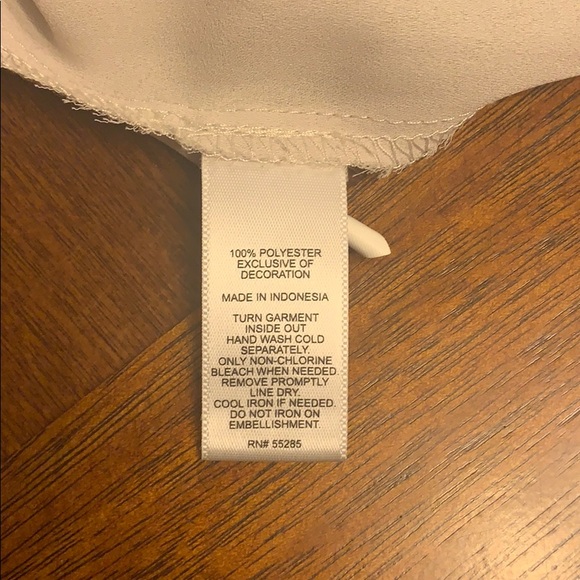 100% POLYESTER
EXCLUSIVE OF
DECORATION
MADE IN INDONESIA
TURN GARMENT
INSIDE OUT
HAND WASH COLD
SEPARATELY.
ONLY NON-CHLORINE
BLEACH WHEN NEEDED.
REMOVE PROMPTLY
LINE DRY.
COOL IRON IF NEEDED.
DO NOT IRON ON
EMBELLISHMENT.
RN# 55285